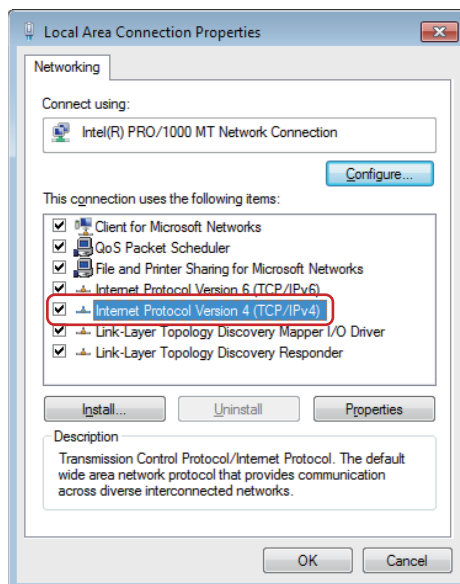 Local Area Connection Properties
Networking
Connect using:
Intel(R) PRO/1000 MT Network Connection
Configure...
This connection uses the following items:
Client for Microsoft Networks
QoS Packet Scheduler
File and Printer Sharing for Microsoft Networks
Internet Protocol Version 6 (TCP/IPv6)
Internet Protocol Version 4 (TCP/IPv4)
Link-Layer Topology Discovery Mapper I/O Driver
Link-Layer Topology Discovery Responder
Install...
Uninstall
Properties
Description
Transmission Control Protocol/Internet Protocol. The default
wide area network protocol that provides communication
across diverse interconnected networks.
OK
Cancel